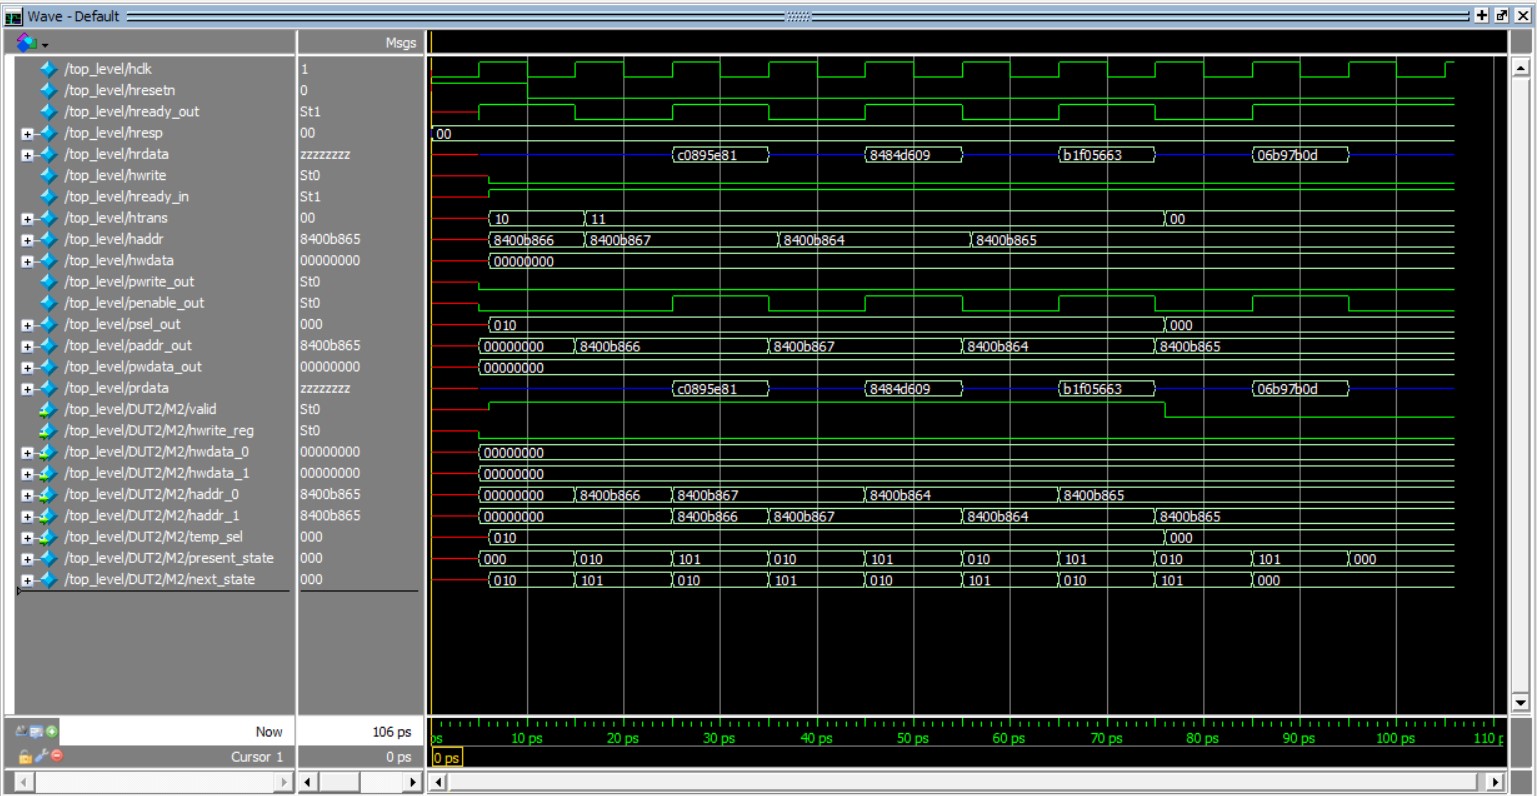 Wave - Default
Msgs
/top_level/hclk 1
/top_level/hresetn 0
/top_level/hready_out St1
/top_level/hresp 00 00
/top_level/hrdata zzzzzzzz c0895e81 8484d609 b1f05663 06b97b0d
/top_level/hwrite St0
/top_level/hready_in St1
/top_level/htrans 00 10 11 00
/top_level/haddr 8400b865 8400b866 8400b867 8400b864 8400b865
/top_level/hwdata 00000000 00000000
/top_level/pwrite_out St0
/top_level/penable_out St0
/top_level/psel_out 000 010 000
/top_level/paddr_out 8400b865 00000000 8400b866 8400b867 8400b864 8400b865
/top_level/pwdata_out 00000000 00000000
/top_level/prdata zzzzzzzz c0895e81 8484d609 b1f05663 06b97b0d
/top_level/DUT2/M2/valid St0
/top_level/DUT2/M2/hwrite_reg St0
/top_level/DUT2/M2/hwdata_0 00000000 00000000
/top_level/DUT2/M2/hwdata_1 00000000 00000000
/top_level/DUT2/M2/haddr_0 8400b865 00000000 8400b866 8400b867 8400b864 8400b865
/top_level/DUT2/M2/haddr_1 8400b865 00000000 8400b866 8400b867 8400b864 8400b865
/top_level/DUT2/M2/temp_sel 000 010 000
/top_level/DUT2/M2/present_state 000 000 010 101 010 101 010 101 010 101 000
/top_level/DUT2/M2/next_state 000 010 101 010 101 010 101 010 101 000
Now 106 ps ps 10 ps 20 ps 30 ps 40 ps 50 ps 60 ps 70 ps 80 ps 90 ps 100 ps 110
Cursor 1 0 ps 0 ps